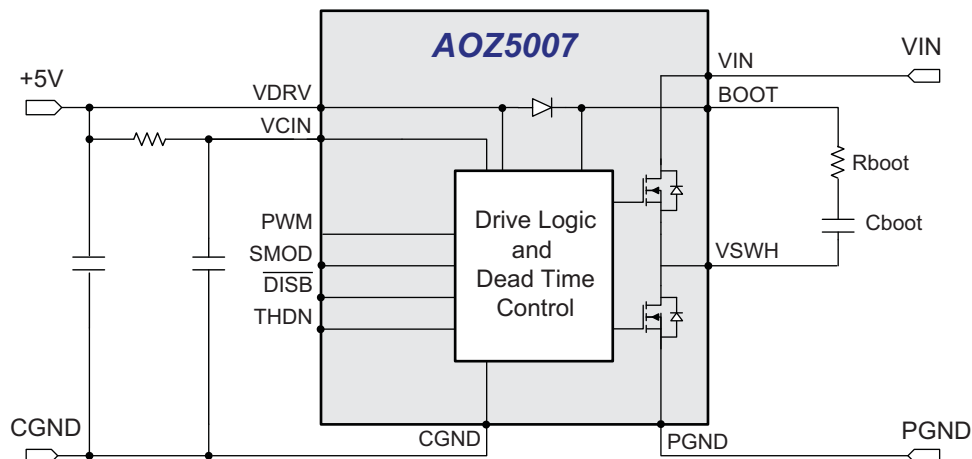 AOZ5007
+5V
VDRV
VCIN
PWM
SMOD
DISB
THDN
Drive Logic
and
Dead Time
Control
VIN
VIN
BOOT
Rboot
Cboot
VSWH
CGND
CGND
PGND
PGND